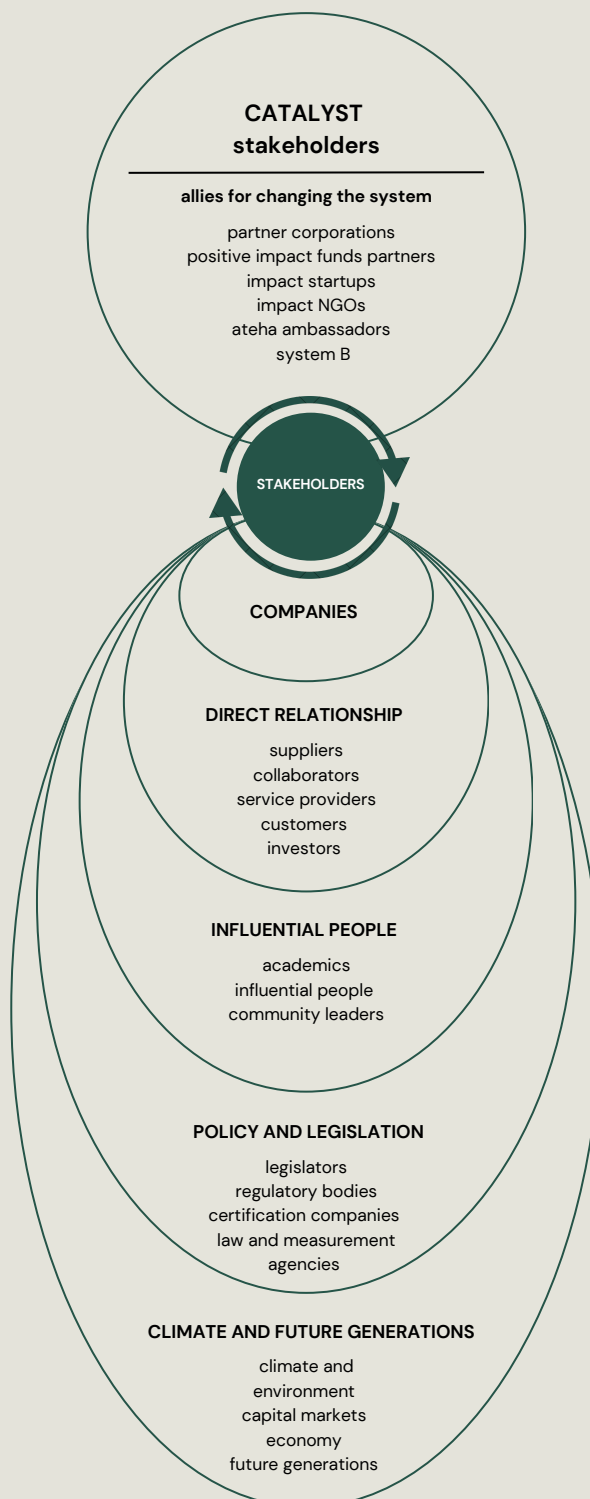 CATALYST
stakeholders
allies for changing the system
partner corporations
positive impact funds partners
impact startups
impact NGOs
ateha ambassadors
system B
STAKEHOLDERS
COMPANIES
DIRECT RELATIONSHIP
suppliers
collaborators
service providers
customers
investors
INFLUENTIAL PEOPLE
academics
influential people
community leaders
POLICY AND LEGISLATION
legislators
regulatory bodies
certification companies
law and measurement
agencies
CLIMATE AND FUTURE GENERATIONS
climate and
environment
capital markets
economy
future generations